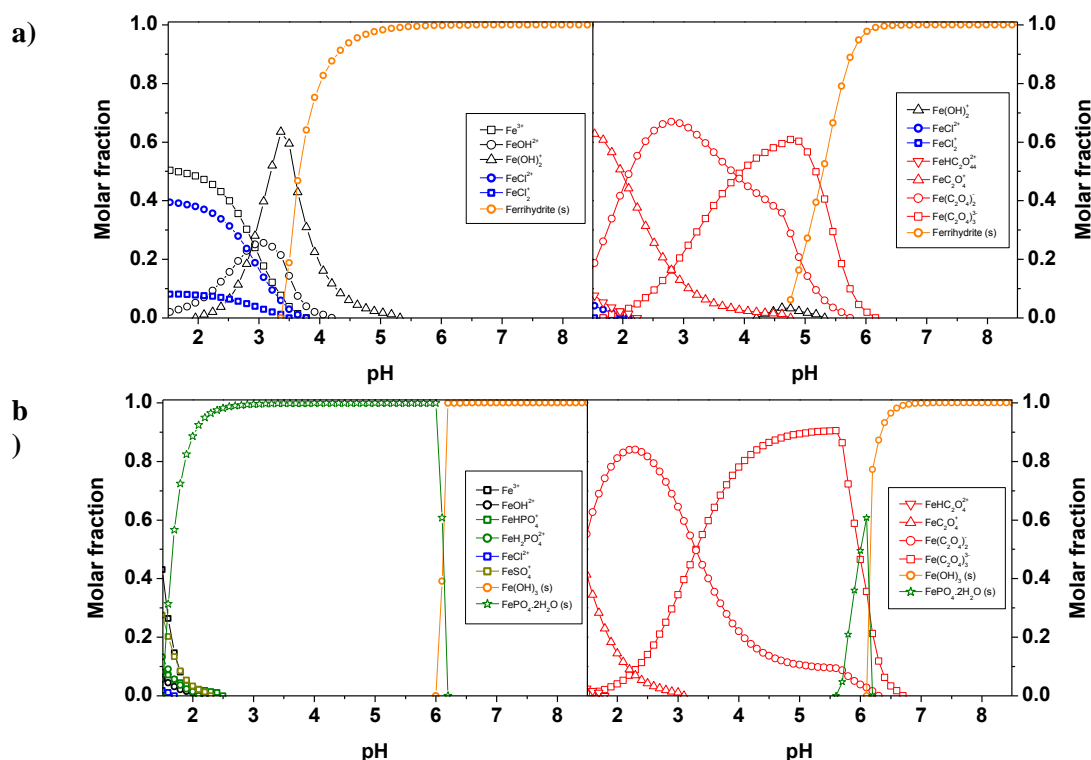 a)
Molar fraction
1.0
0.8
0.6
0.4
0.2
0.0
Fe³⁺
FeOH²⁺
Fe(OH)₂⁺
FeCl²⁺
FeCl₂⁺
Ferrihydrite (s)
2 3 4 5 6 7 8
pH
Fe(OH)₂⁺
FeCl²⁺
FeCl₂⁺
FeHC₂O₄₄²⁺
FeC₂O₄⁺
Fe(C₂O₄)₂⁻
Fe(C₂O₄)₃³⁻
Ferrihydrite (s)
2 3 4 5 6 7 8
pH
1.0
0.8
0.6
0.4
0.2
0.0
Molar fraction
b
)
Molar fraction
1.0
0.8
0.6
0.4
0.2
0.0
Fe³⁺
FeOH²⁺
FeHPO₄⁺
FeH₂PO₄²⁺
FeCl²⁺
FeSO₄⁺
Fe(OH)₃ (s)
FePO₄.2H₂O (s)
2 3 4 5 6 7 8
pH
FeHC₂O₄²⁺
FeC₂O₄⁺
Fe(C₂O₄)₂⁻
Fe(C₂O₄)₃³⁻
Fe(OH)₃ (s)
FePO₄.2H₂O (s)
2 3 4 5 6 7 8
pH
1.0
0.8
0.6
0.4
0.2
0.0
Molar fraction